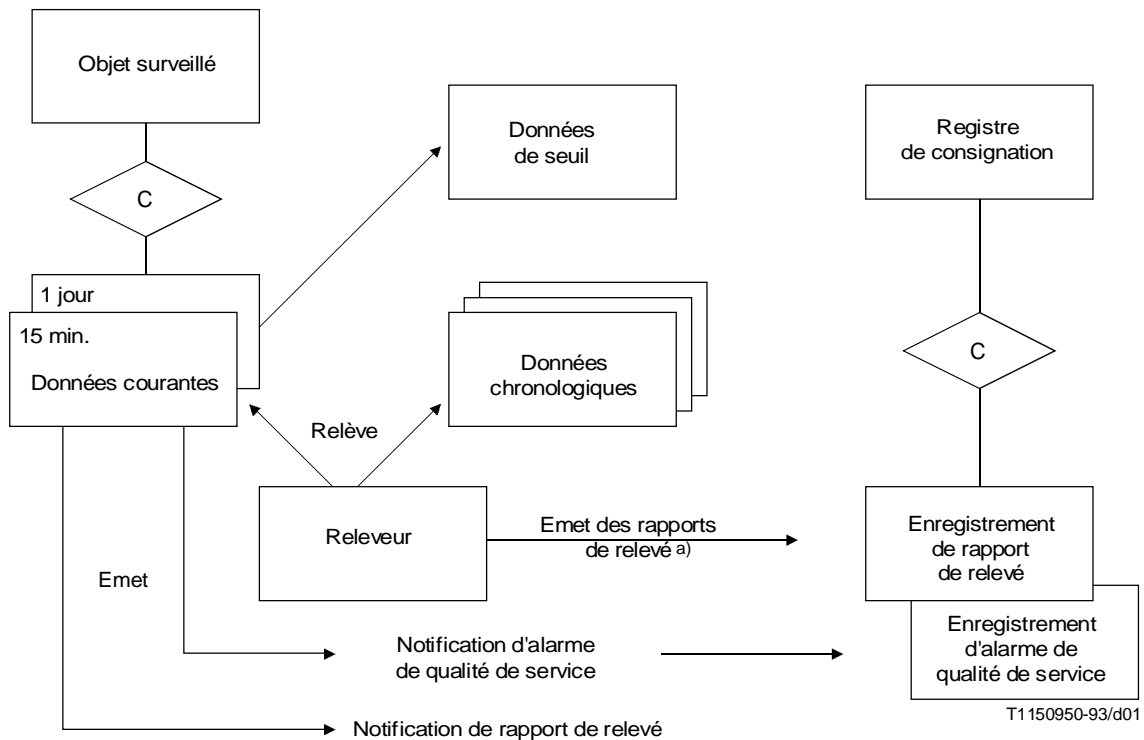 Objet surveillé
C
1 jour
15 min.
Données courantes
Données
de seuil
Données
chronologiques
Relève
Releveur
Emet
Emet des rapports
de relevé a)
Notification d'alarme
de qualité de service
Notification de rapport de relevé
Registre
de consignation
C
Enregistrement
de rapport
de relevé
Enregistrement
d'alarme de
qualité de service
T1150950-93/d01